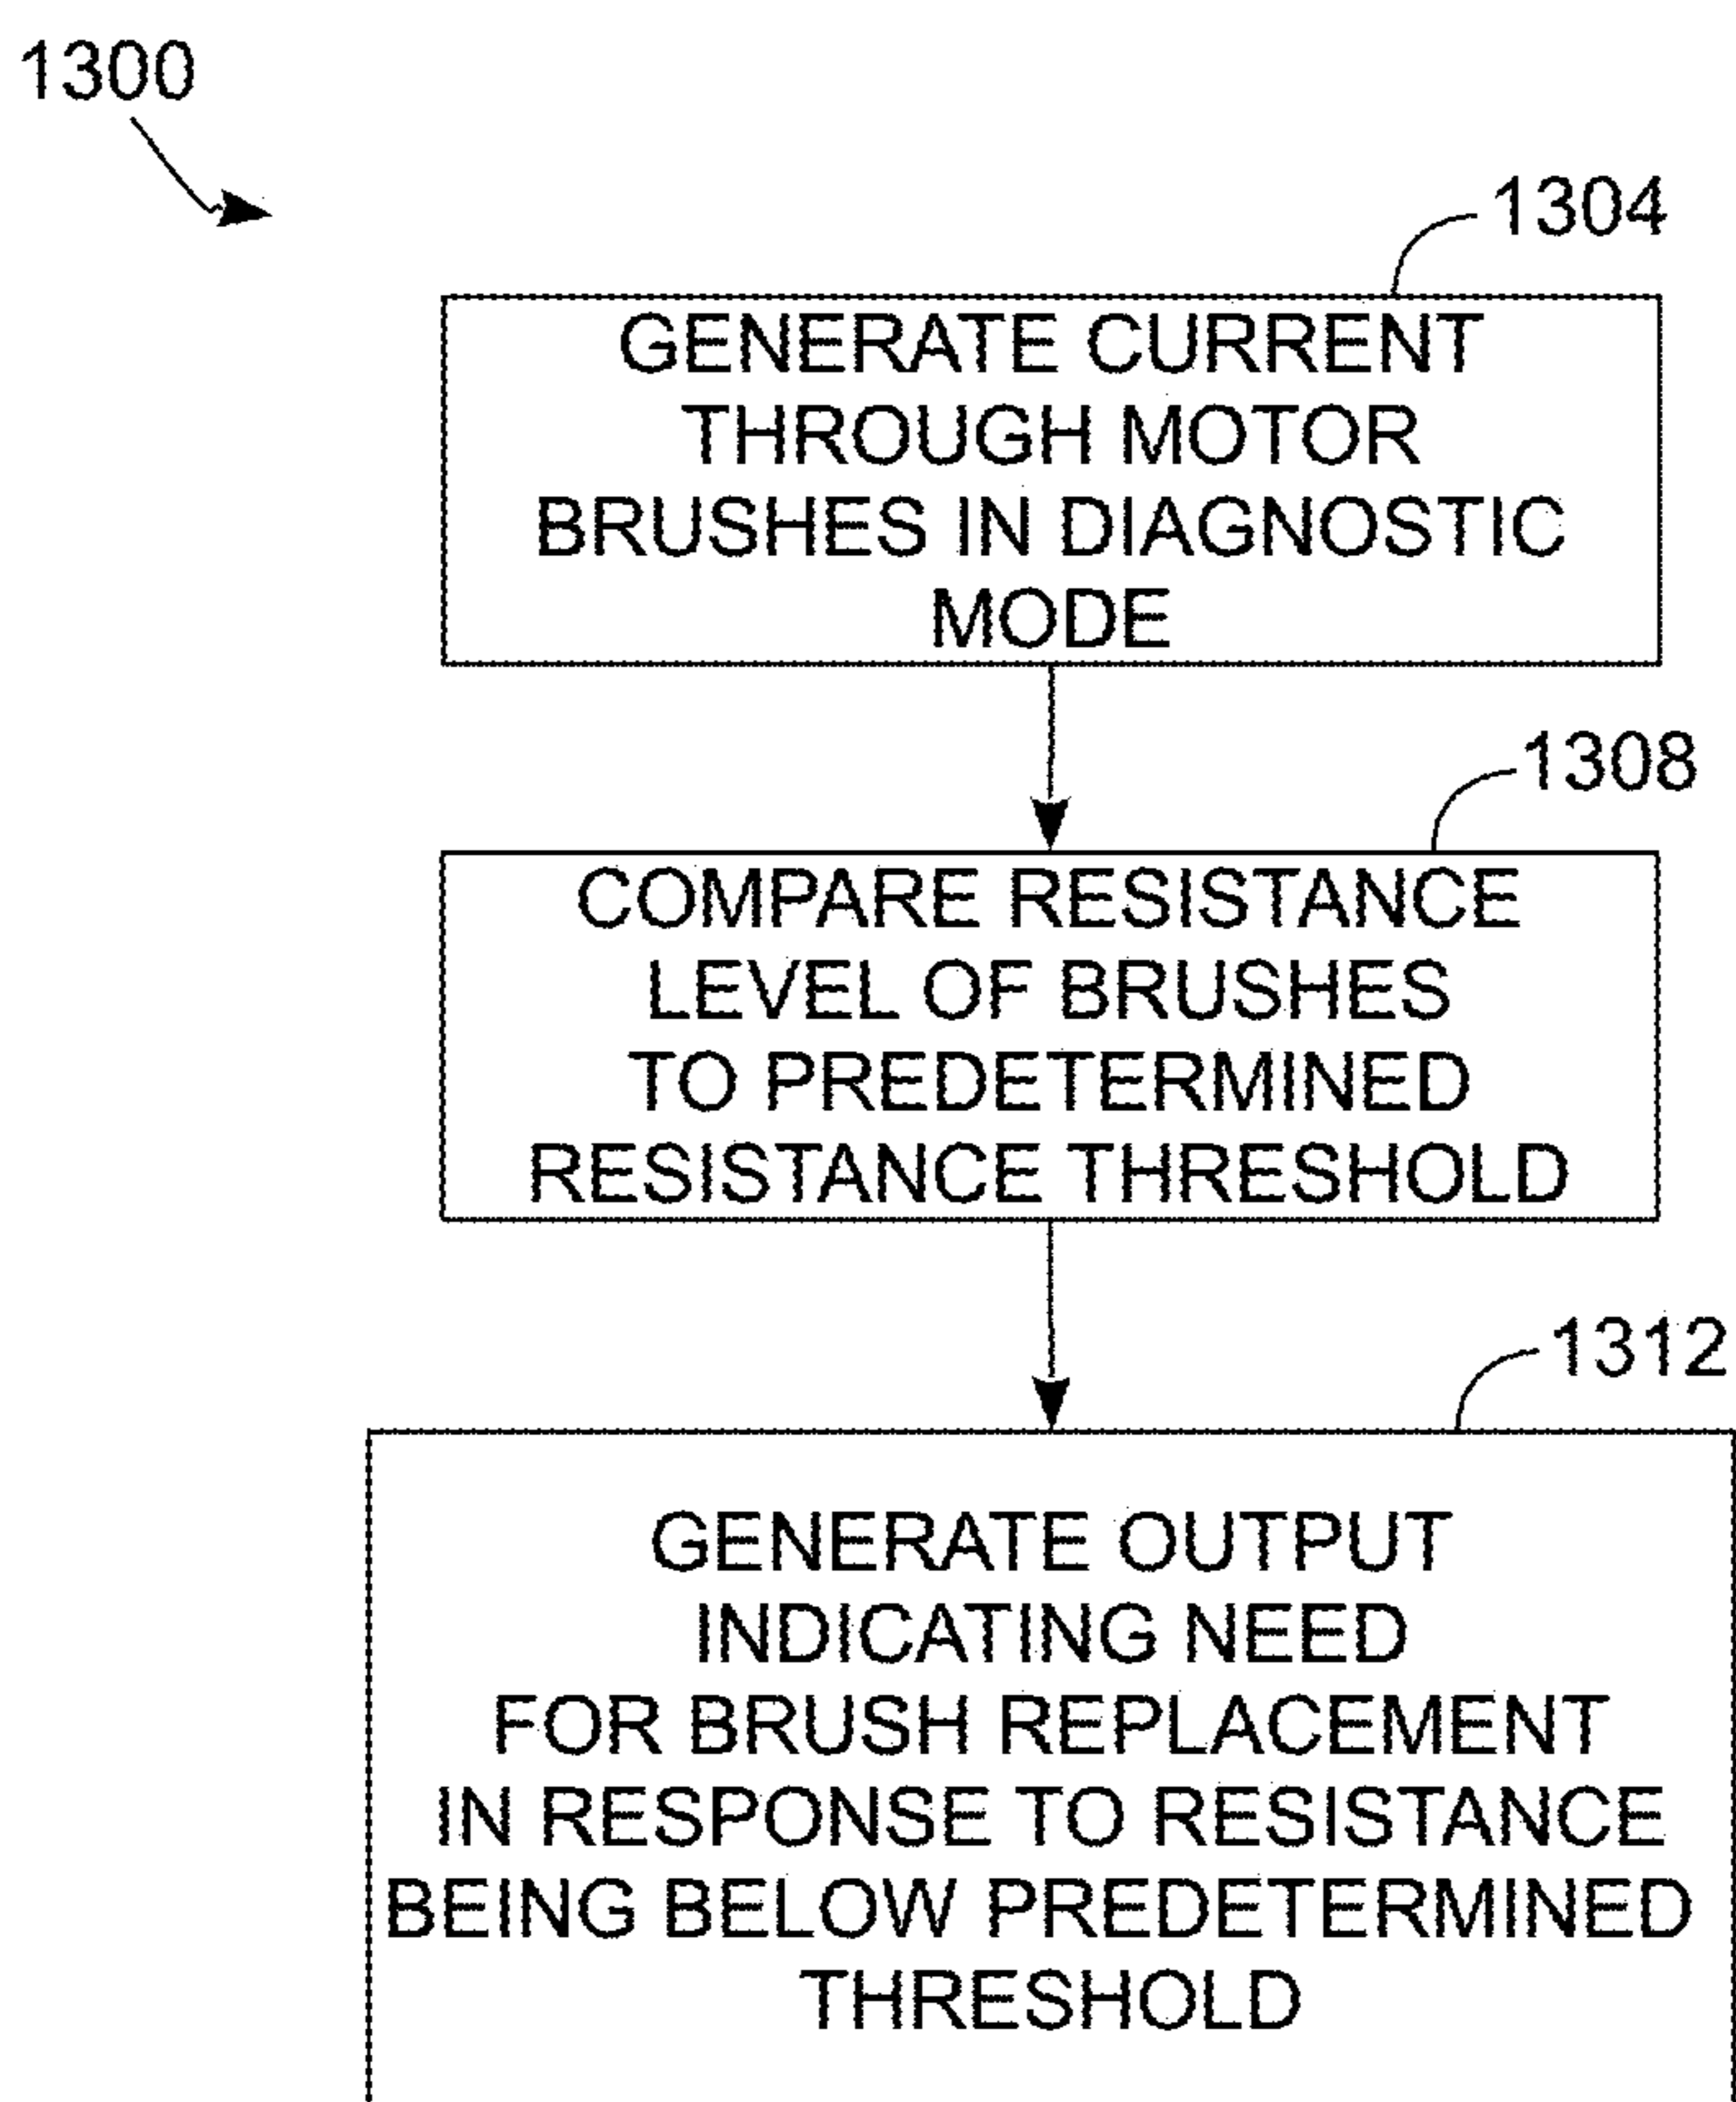 1300
1304
GENERATE CURRENT
THROUGH MOTOR
BRUSHES IN DIAGNOSTIC
MODE
1308
COMPARE RESISTANCE
LEVEL OF BRUSHES
TO PREDETERMINED
RESISTANCE THRESHOLD
1312
GENERATE OUTPUT
INDICATING NEED
FOR BRUSH REPLACEMENT
IN RESPONSE TO RESISTANCE
BEING BELOW PREDETERMINED
THRESHOLD